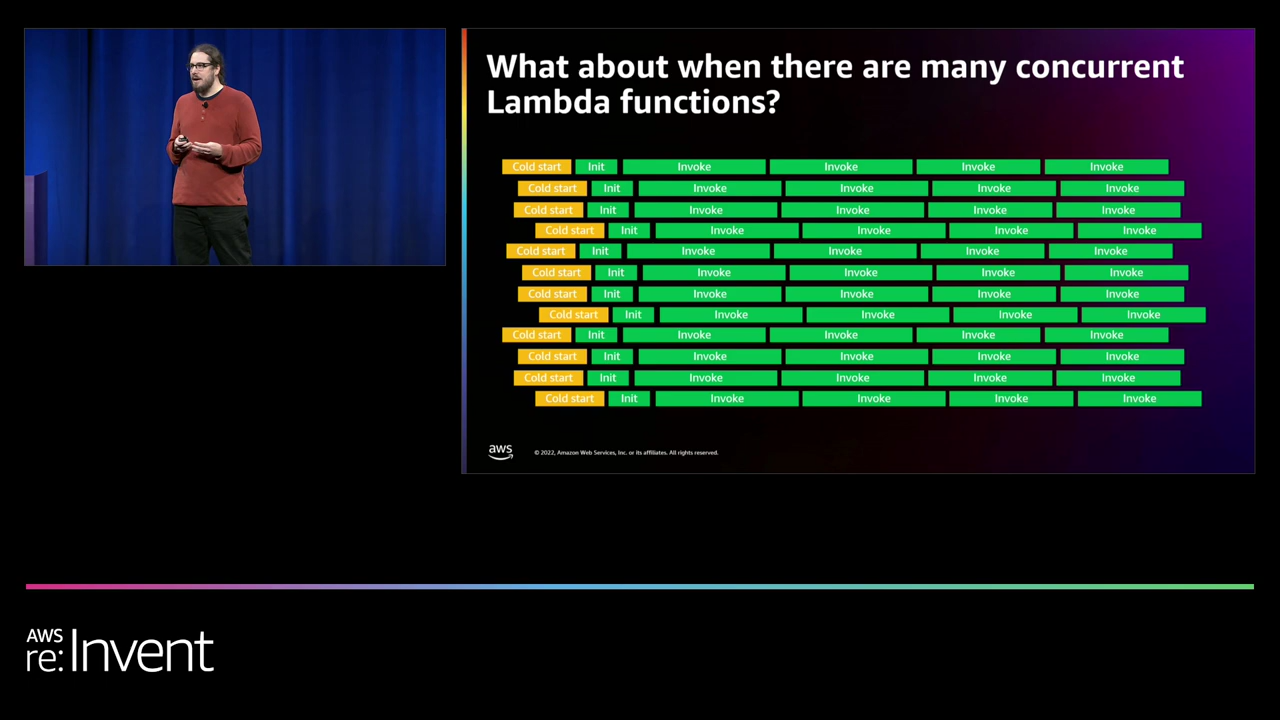 What about when there are many concurrent
Lambda functions?
Cold start Init Invoke Invoke Invoke Invoke
Cold start Init Invoke Invoke Invoke Invoke
Cold start Init Invoke Invoke Invoke Invoke
Cold start Init Invoke Invoke Invoke Invoke
Cold start Init Invoke Invoke Invoke Invoke
Cold start Init Invoke Invoke Invoke Invoke
Cold start Init Invoke Invoke Invoke Invoke
Cold start Init Invoke Invoke Invoke Invoke
Cold start Init Invoke Invoke Invoke Invoke
Cold start Init Invoke Invoke Invoke Invoke
Cold start Init Invoke Invoke Invoke Invoke
Cold start Init Invoke Invoke Invoke Invoke
aws
© 2022, Amazon Web Services, Inc. or its affiliates. All rights reserved.
AWS
re:Invent